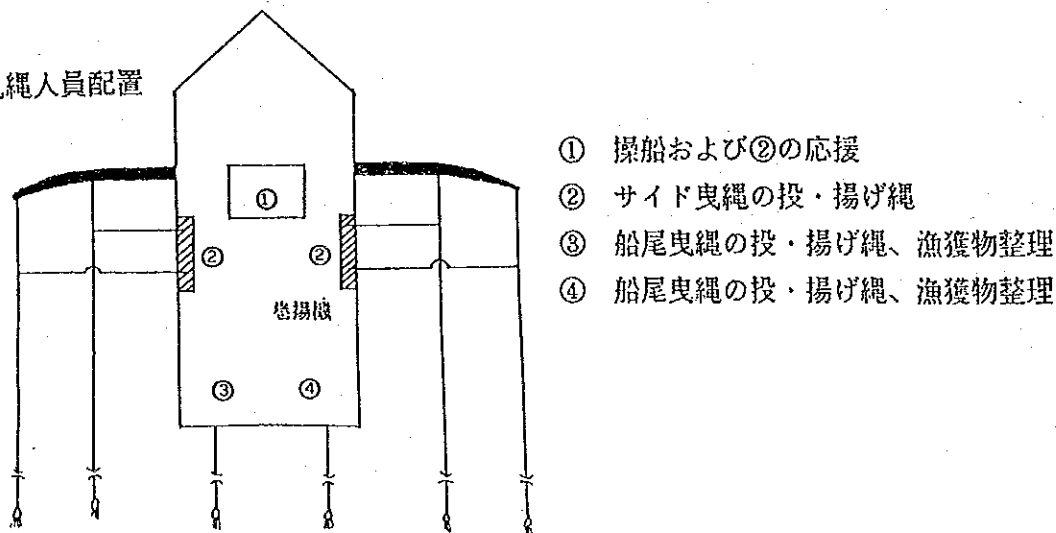 縄人員配置
① 操船および②の応援
② サイド曳縄の投・揚げ縄
③ 船尾曳縄の投・揚げ縄、漁獲物整理
④ 船尾曳縄の投・揚げ縄、漁獲物整理
①
② ②
捲揚機
③ ④